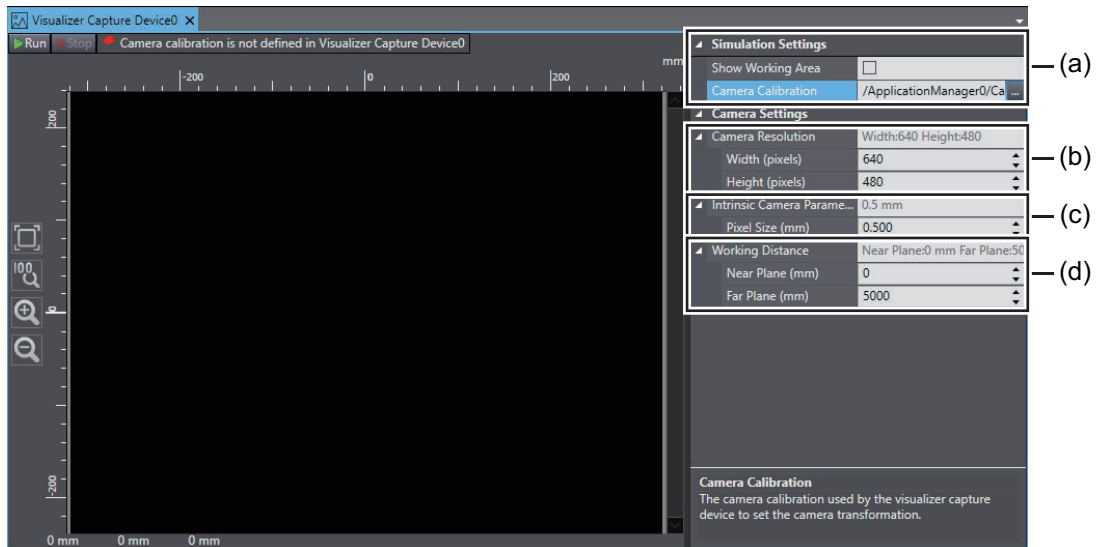 Visualizer Capture Device0
Run Stop Camera calibration is not defined in Visualizer Capture Device0
mm
-200 0 200
200
0
-200
0 mm 0 mm 0 mm
100
Simulation Settings
Show Working Area
Camera Calibration /ApplicationManager0/Ca ...
(a)
Camera Settings
Camera Resolution Width:640 Height:480
Width (pixels) 640
Height (pixels) 480
(b)
Intrinsic Camera Parame... 0.5 mm
Pixel Size (mm) 0.500
(c)
Working Distance Near Plane:0 mm Far Plane:50
Near Plane (mm) 0
Far Plane (mm) 5000
(d)
Camera Calibration
The camera calibration used by the visualizer capture
device to set the camera transformation.